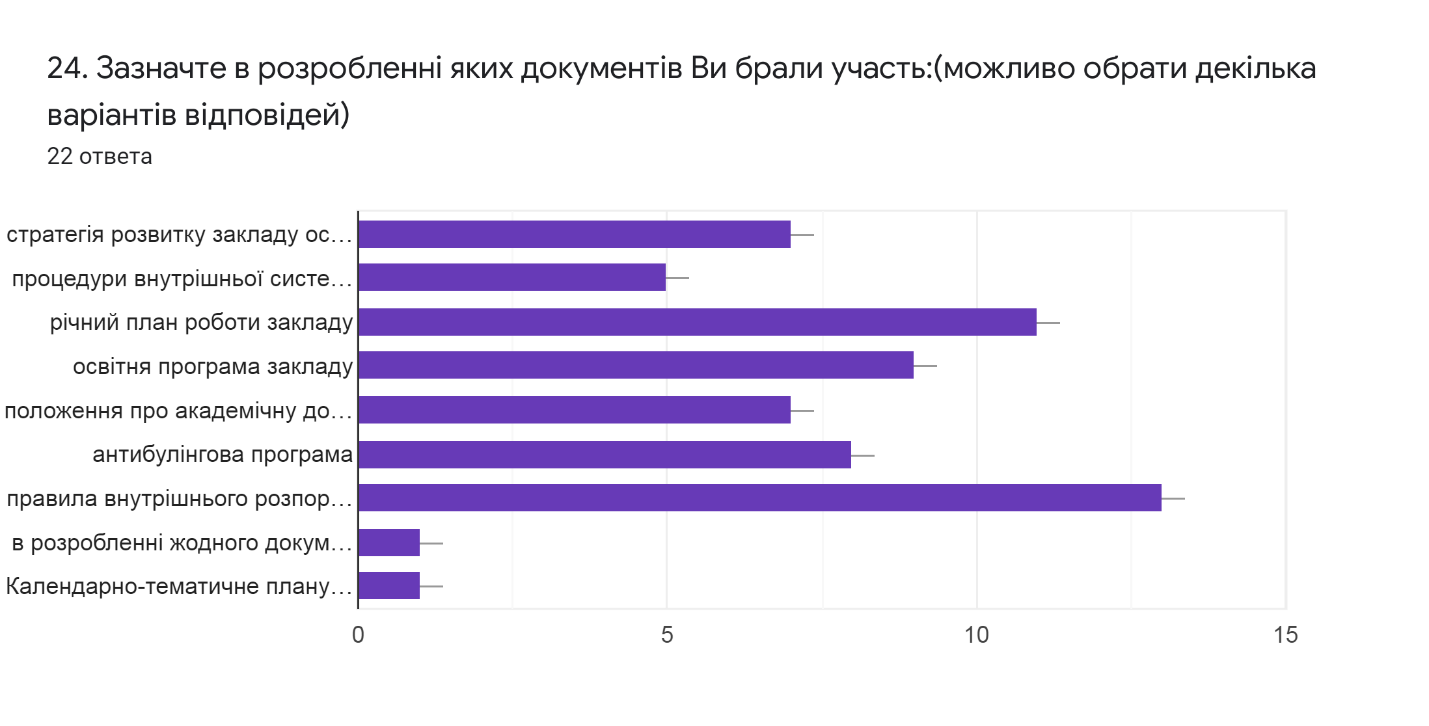 24. Зазначте в розробленні яких документів Ви брали участь:(можливо обрати декілька
варіантів відповідей)
22 ответа
стратегія розвитку закладу ос…
процедури внутрішньої систе…
річний план роботи закладу
освітня програма закладу
положення про академічну до…
антибулінгова програма
правила внутрішнього розпор…
в розробленні жодного докум…
Календарно-тематичне плану…
0 5 10 15